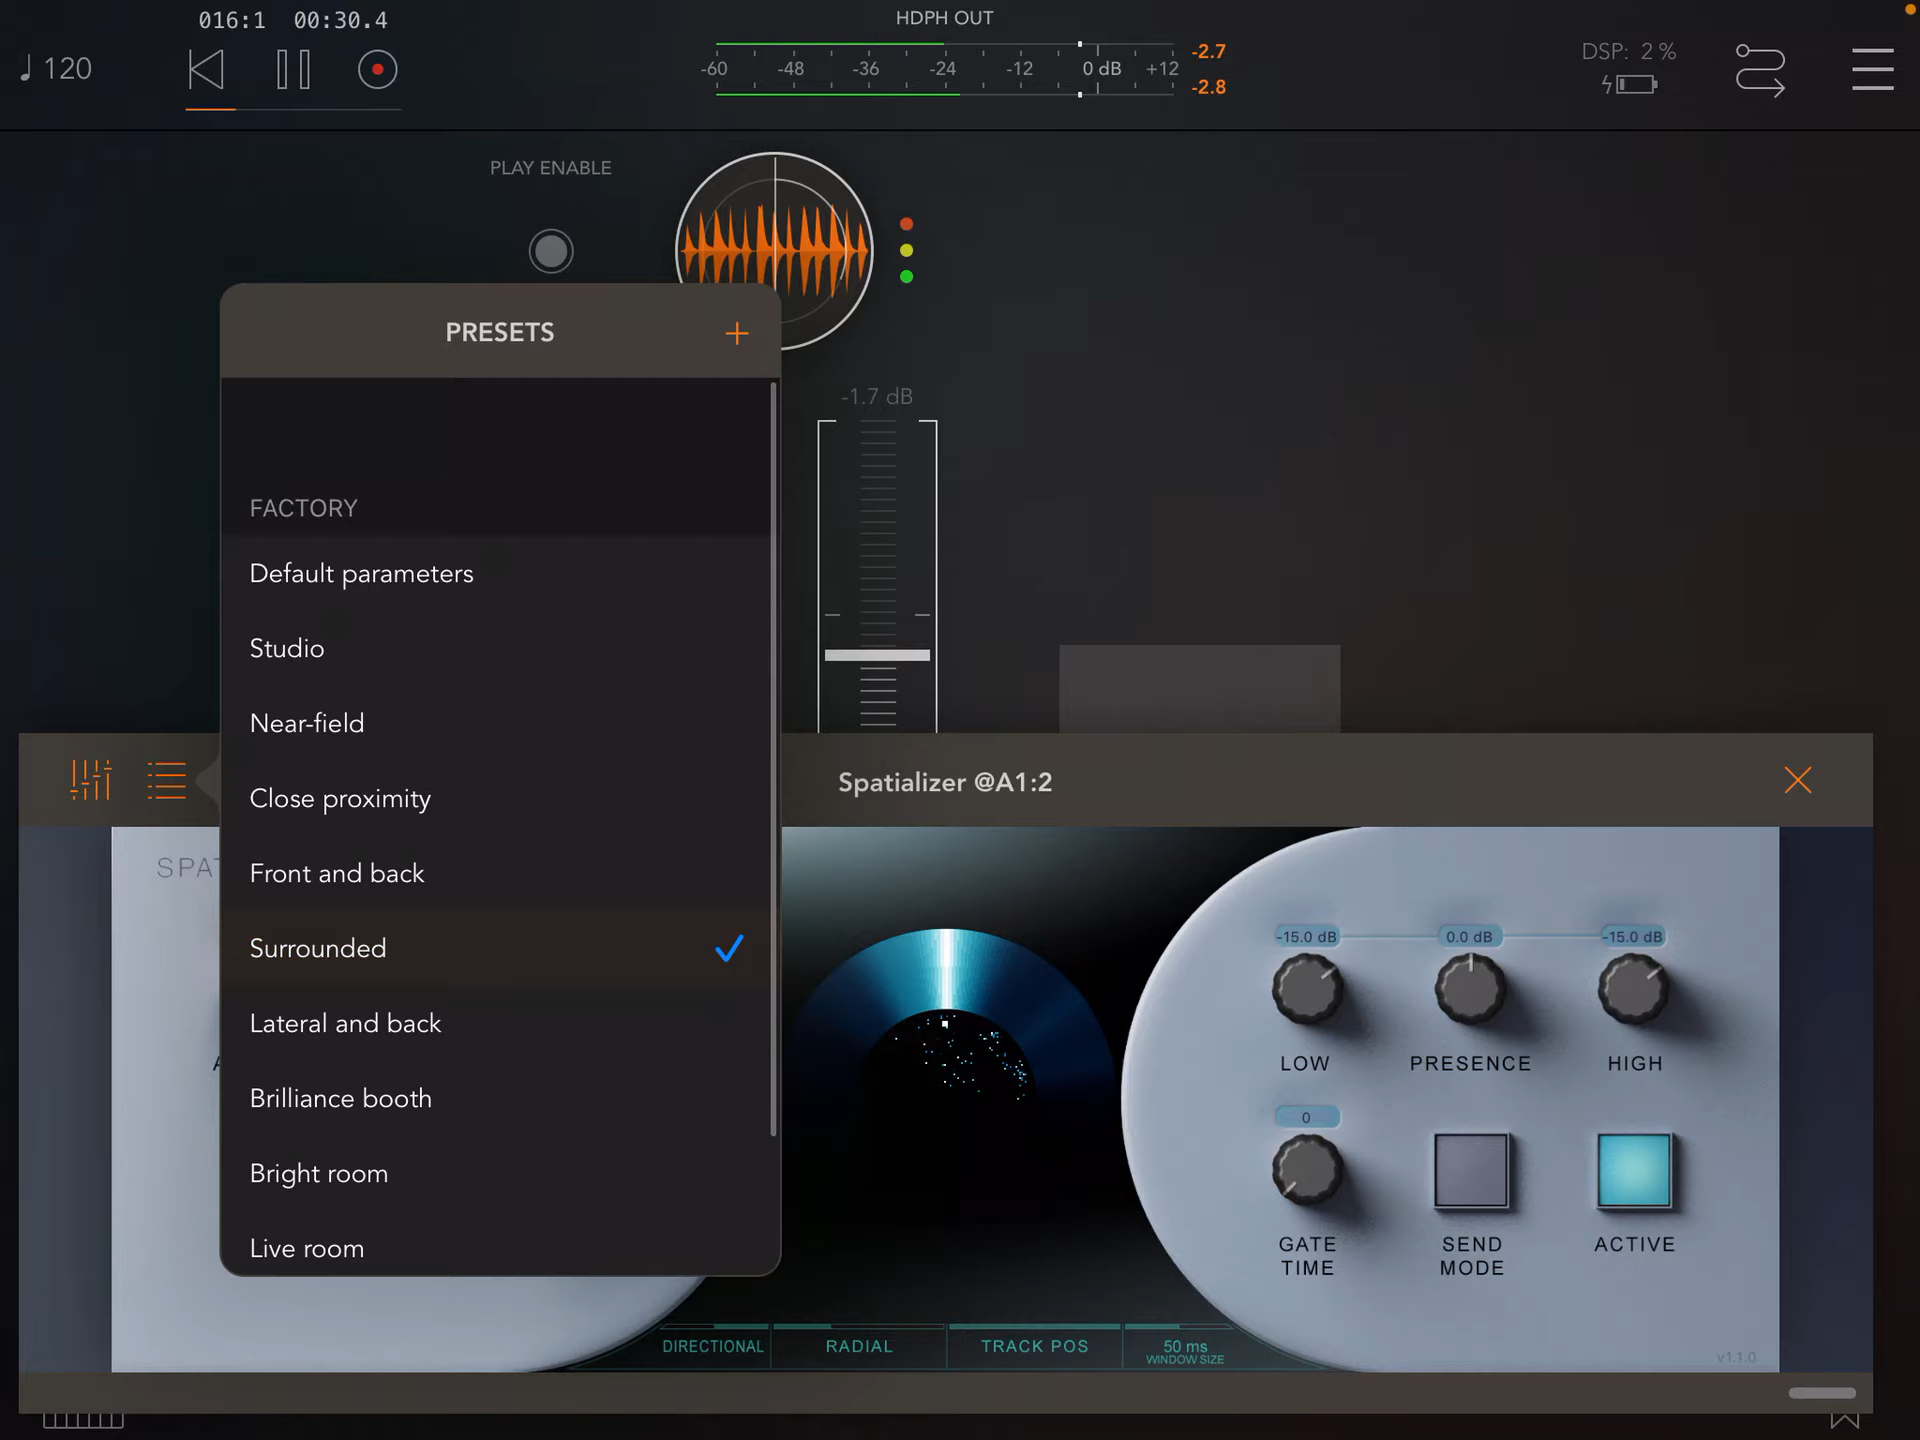 016:1 00:30.4
HDPH OUT
120
-60 -48 -36 -24 -12 0 dB +12
-2.7
-2.8
DSP: 2 %
PLAY ENABLE
PRESETS
-1.7 dB
FACTORY
Default parameters
Studio
Near-field
Close proximity
Front and back
Surrounded
Lateral and back
Brilliance booth
Bright room
Live room
Spatializer @A1:2
SPA
-15.0 dB
0.0 dB
-15.0 dB
LOW
PRESENCE
HIGH
0
GATE
TIME
SEND
MODE
ACTIVE
DIRECTIONAL
RADIAL
TRACK POS
50 ms
WINDOW SIZE
v1.1.0